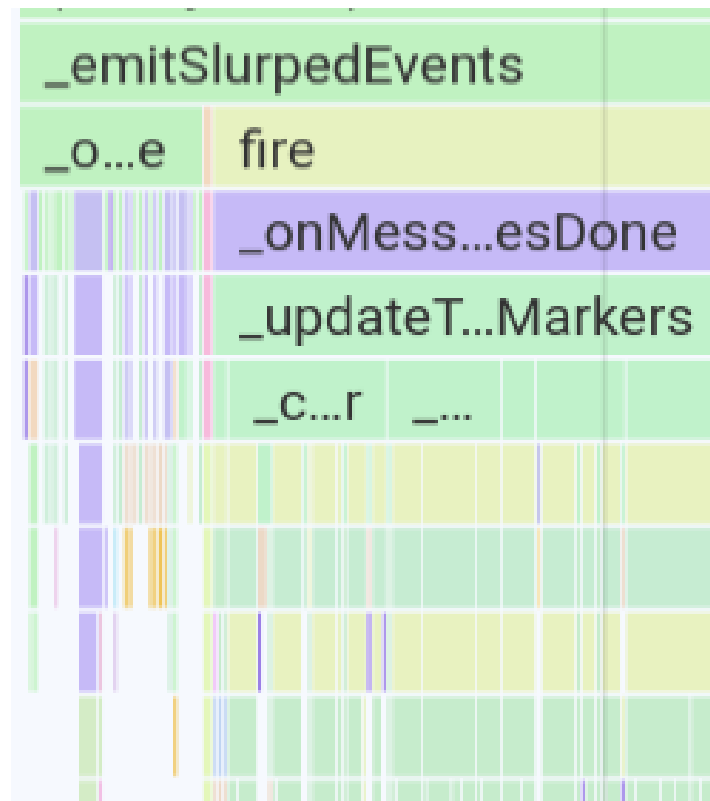 _emitSlurpedEvents
_o...e fire
_onMess...esDone
_updateT...Markers
_c...r _...